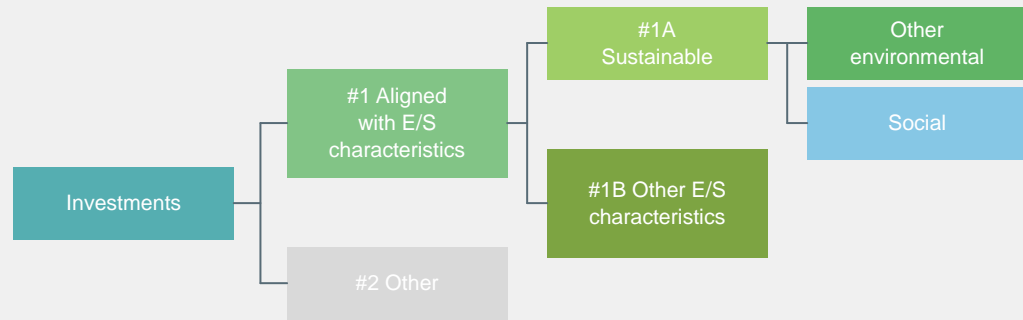 Investments
#1 Aligned
with E/S
characteristics
#2 Other
#1A
Sustainable
#1B Other E/S
characteristics
Other
environmental
Social